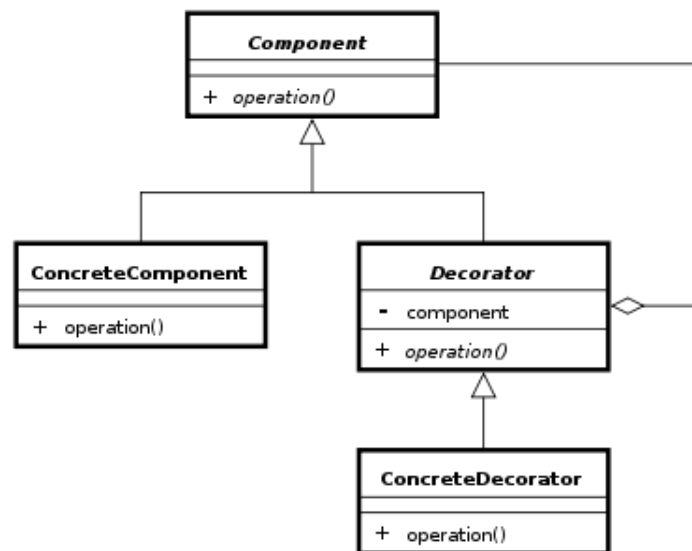 Component
+ operation()
ConcreteComponent
+ operation()
Decorator
- component
+ operation()
ConcreteDecorator
+ operation()